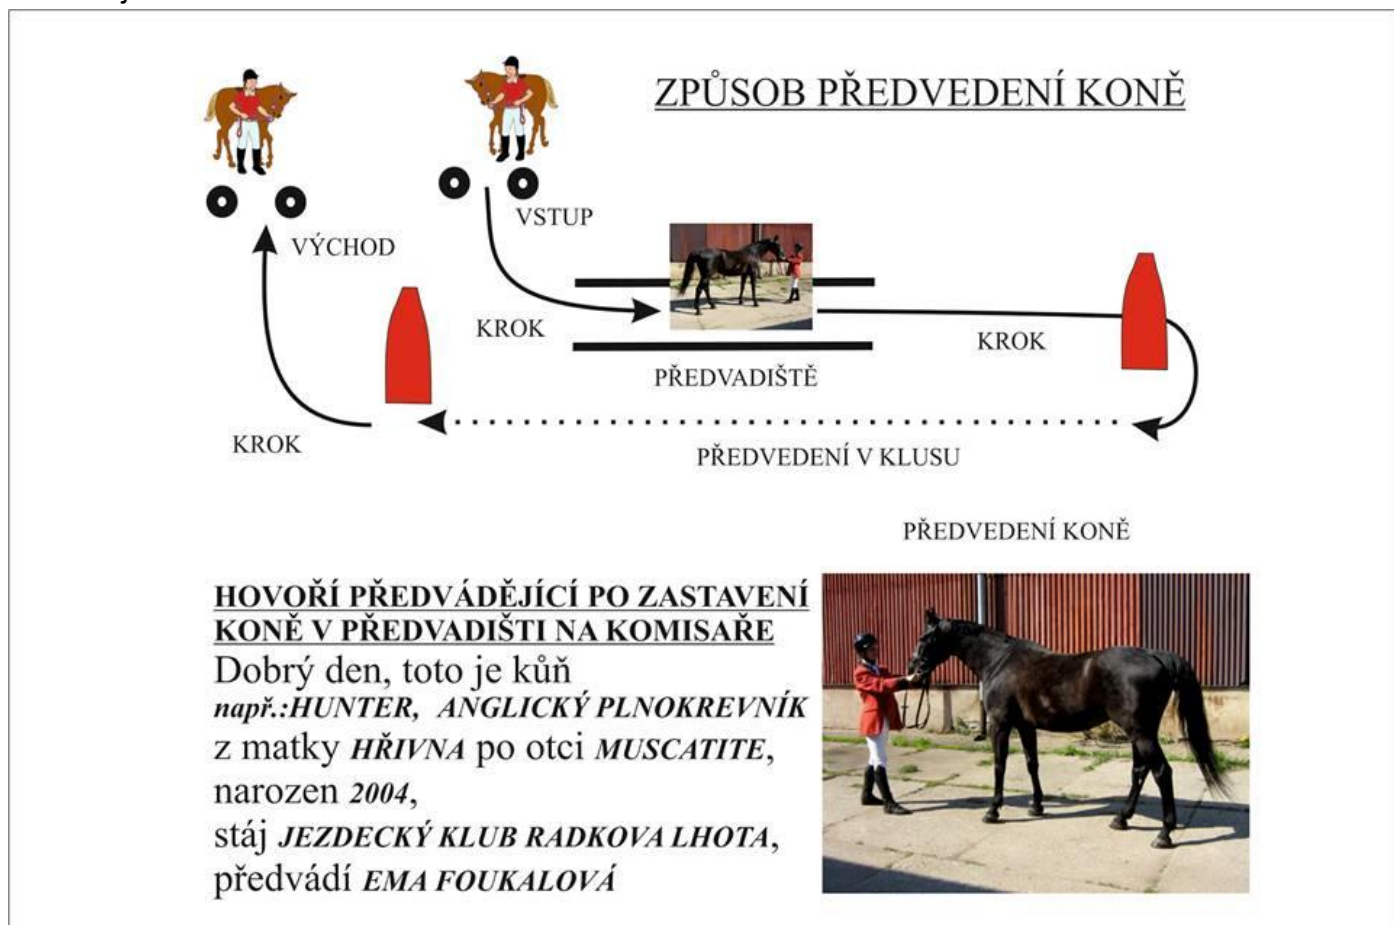 ZPŮSOB PŘEDVEDENÍ KONĚ
VSTUP
VÝCHOD
KROK
KROK
PŘEDVADIŠTĚ
KROK
PŘEDVEDENÍ V KLUSU
PŘEDVEDENÍ KONĚ
HOVOŘÍ PŘEDVÁDĚJÍCÍ PO ZASTAVENÍ
KONĚ V PŘEDVADIŠTI NA KOMISAŘE
Dobrý den, toto je kůň
např.:HUNTER, ANGLICKÝ PLNOKREVNÍK
z matky HŘIVNA po otci MUSCATITE,
narozen 2004,
stáj JEZDECKÝ KLUB RADKOVA LHOTA,
předvádí EMA FOUKALOVÁ